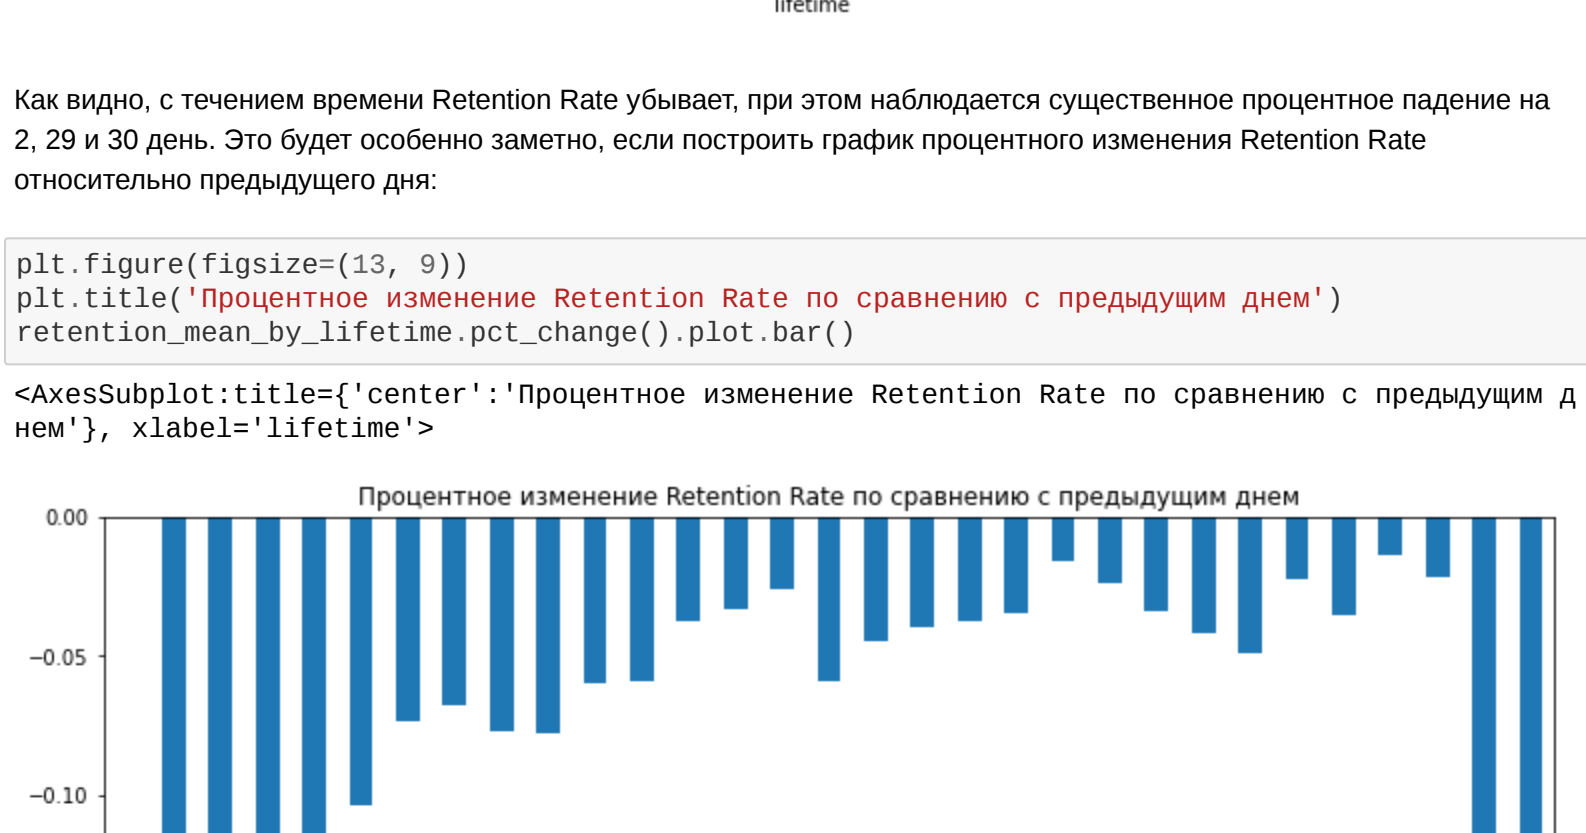 lifetime
Как видно, с течением времени Retention Rate убывает, при этом наблюдается существенное процентное падение на
2, 29 и 30 день. Это будет особенно заметно, если построить график процентного изменения Retention Rate
относительно предыдущего дня:
plt.figure(figsize=(13, 9))
plt.title('Процентное изменение Retention Rate по сравнению с предыдущим днем')
retention_mean_by_lifetime.pct_change().plot.bar()
<AxesSubplot:title={'center':'Процентное изменение Retention Rate по сравнению с предыдущим д
нем'}, xlabel='lifetime'>
Процентное изменение Retention Rate по сравнению с предыдущим днем
0.00
−0.05
−0.10